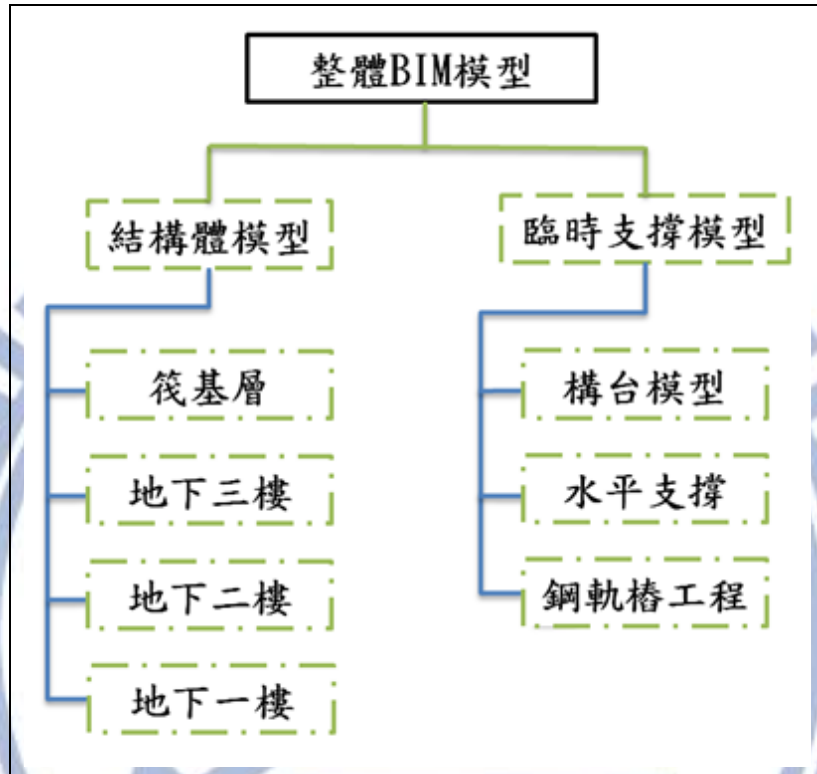 整體BIM模型
結構體模型
臨時支撐模型
筏基層
構台模型
地下三樓
水平支撐
地下二樓
鋼軌樁工程
地下一樓